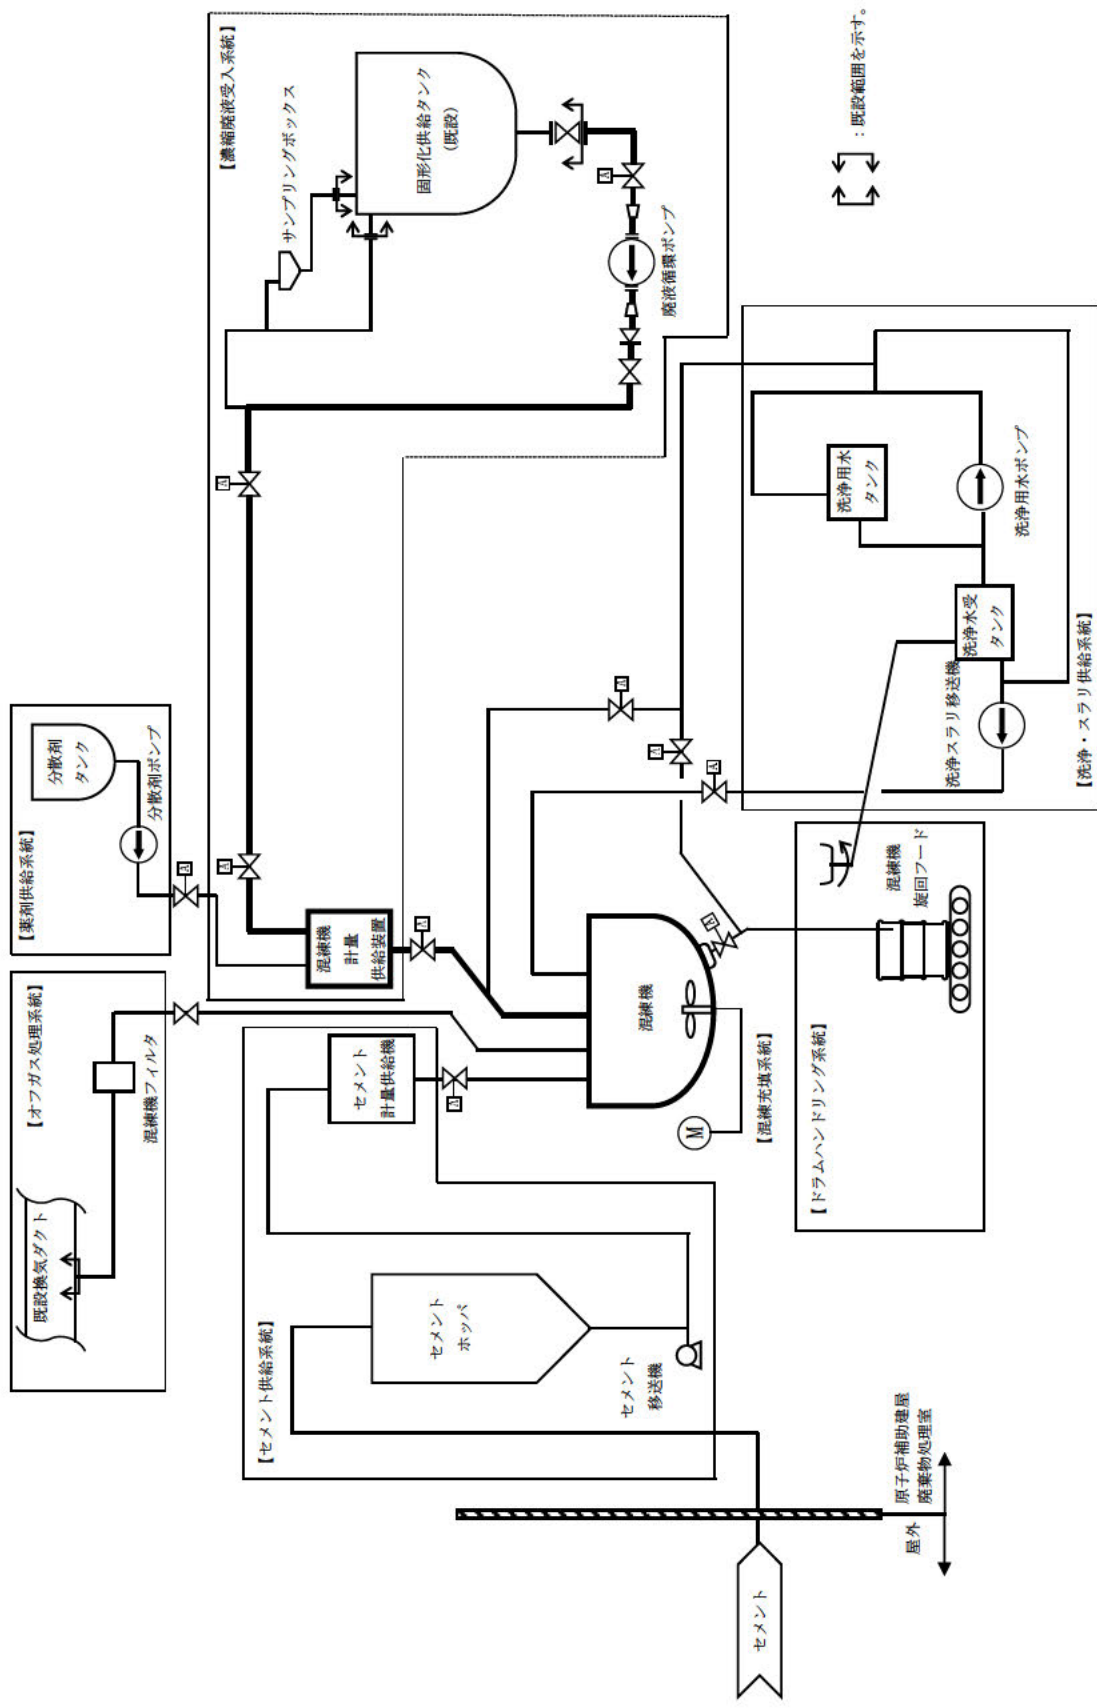 【オフガス処理系統】
既設換気ダクト
混練機フィルタ
【薬剤供給系統】
分散剤
タンク
分散剤ポンプ
【濃縮廃液受入系統】
サンプリングボックス
固形化供給タンク
(既設)
A
廃液循環ポンプ
A
A
A
混練機
計量
供給装置
A
：既設範囲を示す。
【セメント供給系統】
セメント
計量供給機
A
セメント
ホッパ
セメント
移送機
混練機
M
A
【混練充填系統】
A
A
A
洗浄用水
タンク
洗浄用水ポンプ
洗浄水受
タンク
洗浄スラリ移送機
【洗浄・スラリ供給系統】
混練機
旋回フード
【ドラムハンドリング系統】
セメント
屋外
原子炉補助建屋
廃棄物処理室